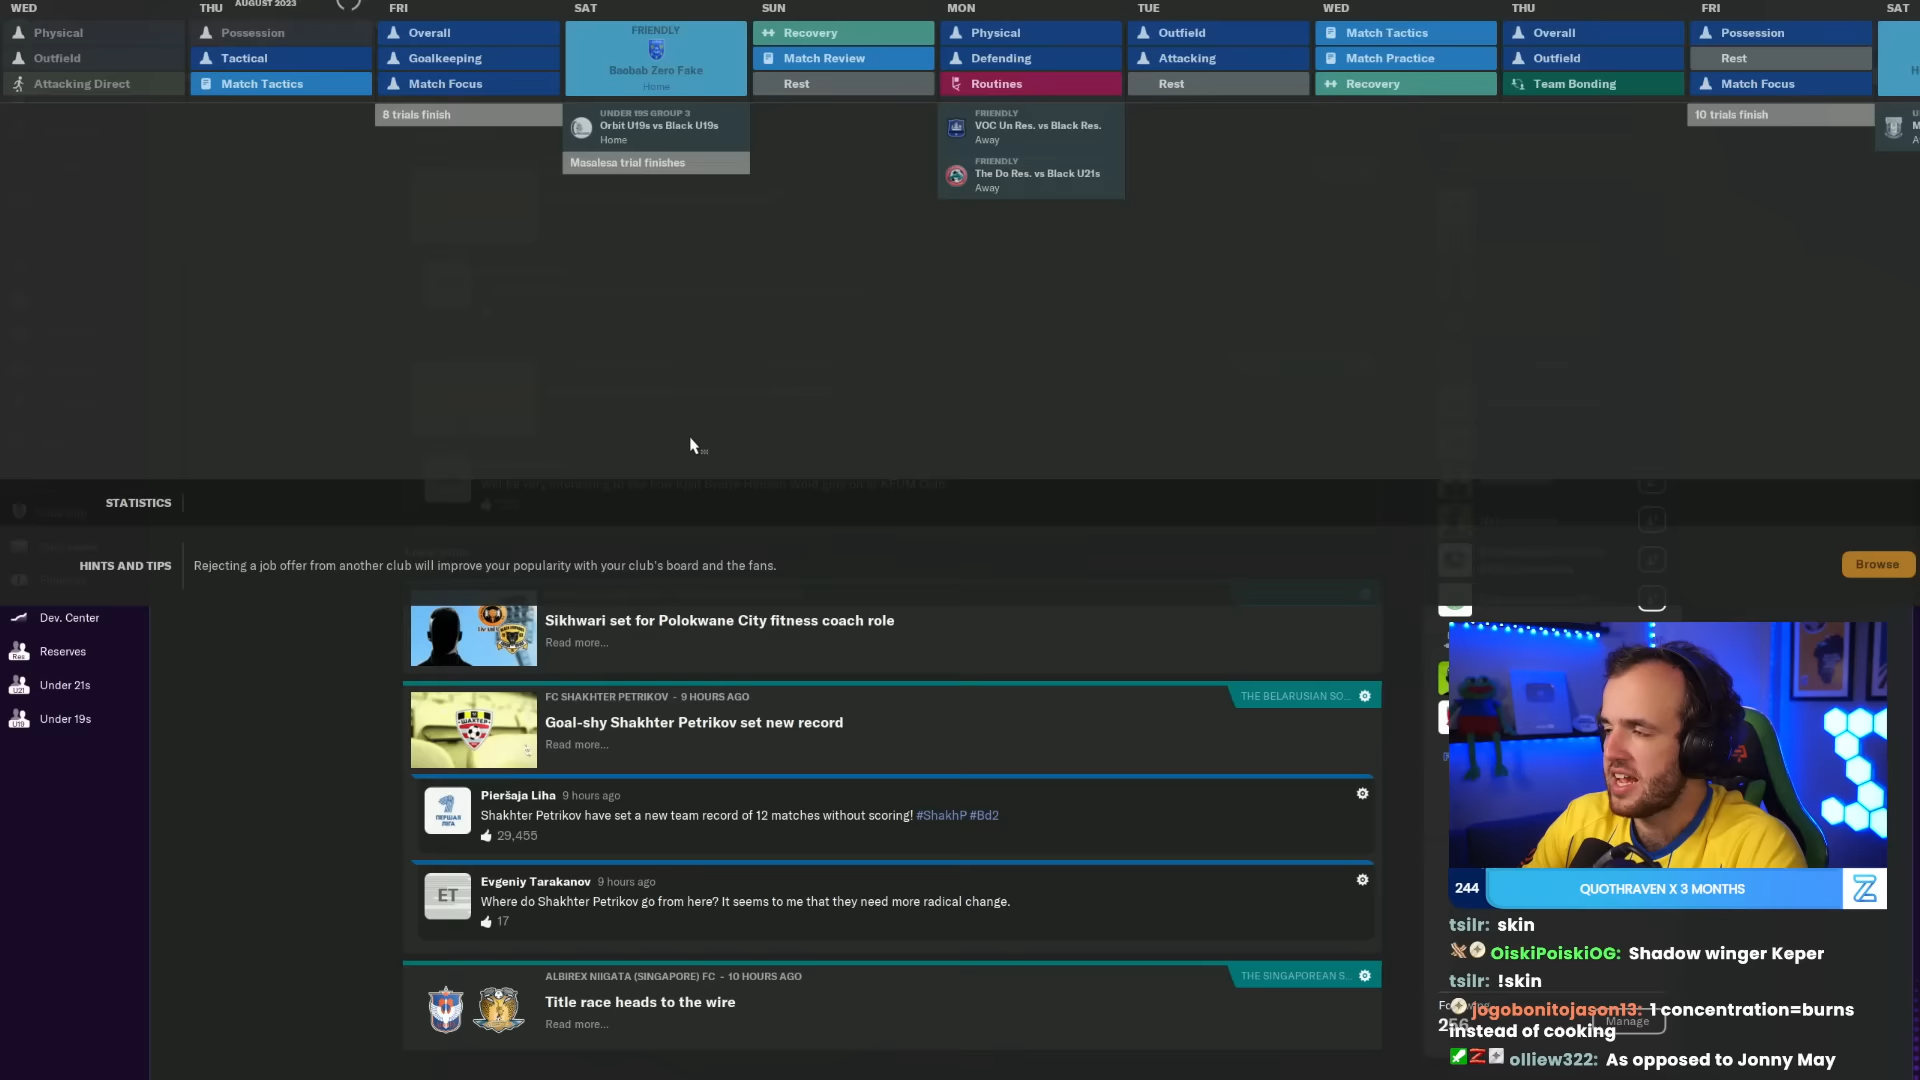 AUGUST 2023
WED THU FRI SAT SUN MON TUE WED THU FRI SAT
Physical Possession Overall FRIENDLY Recovery Physical Outfield Match Tactics Overall Possession
Outfield Tactical Goalkeeping Baobab Zero Fake Match Review Defending Attacking Match Practice Outfield Rest
Attacking Direct Match Tactics Match Focus Home Rest Routines Rest Recovery Team Bonding Match Focus
8 trials finish
UNDER 19S GROUP 3
Orbit U19s vs Black U19s
Home
Masalesa trial finishes
FRIENDLY
VOC Un Res. vs Black Res.
Away
FRIENDLY
The Do Res. vs Black U21s
Away
10 trials finish
STATISTICS
HINTS AND TIPS
Rejecting a job offer from another club will improve your popularity with your club's board and the fans.
Browse
Dev. Center
Reserves
Under 21s
Under 19s
Sikhwari set for Polokwane City fitness coach role
Read more...
FC SHAKHTER PETRIKOV - 9 HOURS AGO
THE BELARUSIAN SO...
Goal-shy Shakhter Petrikov set new record
Read more...
Pieršaja Liha 9 hours ago
Shakhter Petrikov have set a new team record of 12 matches without scoring! #ShakhP #Bd2
29,455
ET
Evgeniy Tarakanov 9 hours ago
Where do Shakhter Petrikov go from here? It seems to me that they need more radical change.
17
ALBIREX NIIGATA (SINGAPORE) FC - 10 HOURS AGO
THE SINGAPOREAN S...
Title race heads to the wire
Read more...
244
QUOTHRAVEN X 3 MONTHS
Z
tsilr: skin
OiskiPoiskiOG: Shadow winger Keper
tsilr: !skin
jogobonitojason13: 1 concentration=burns
instead of cooking
256
Manage
olliew322: As opposed to Jonny May